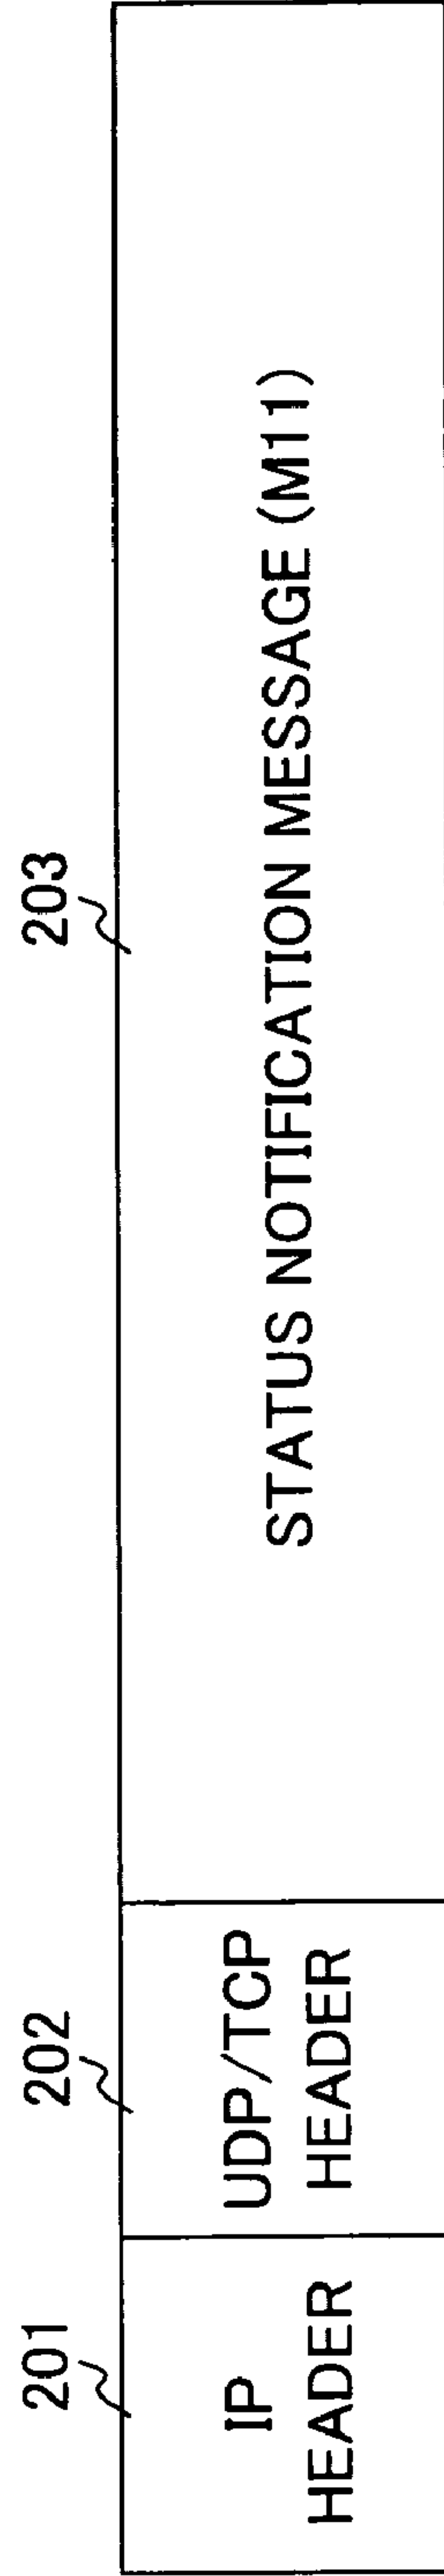 201
202
203
IP
HEADER
UDP/TCP
HEADER
STATUS NOTIFICATION MESSAGE (M11)